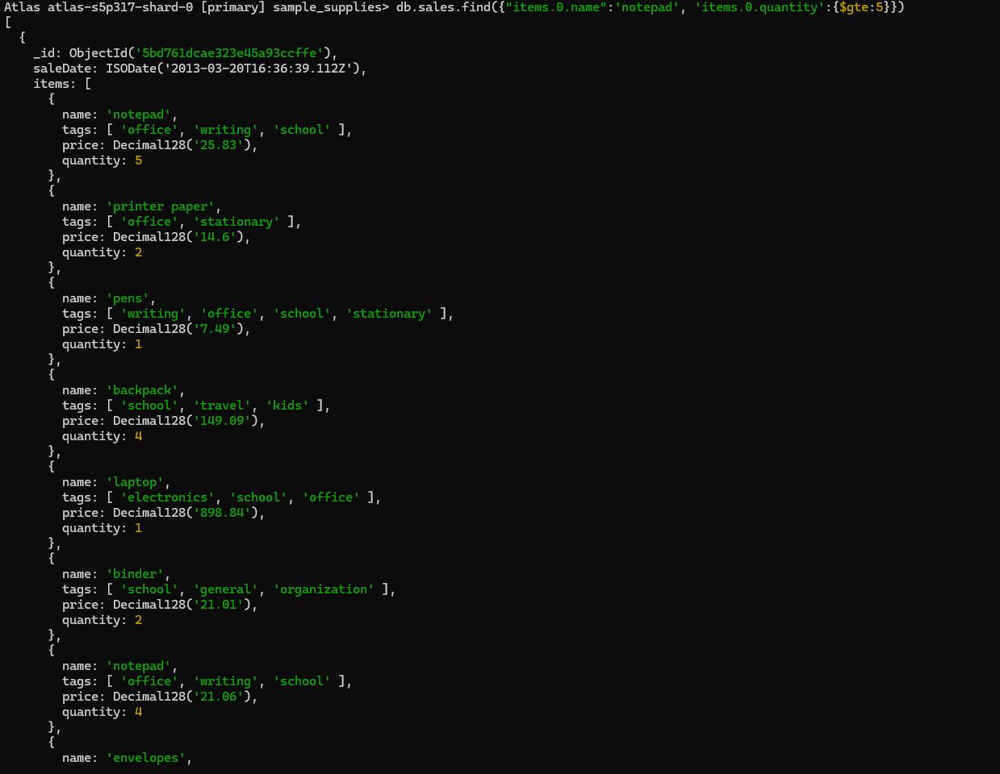 Atlas atlas-s5p317-shard-0 [primary] sample_supplies> db.sales.find({"items.0.name":'notepad', 'items.0.quantity':{$gte:5}})
[
  {
    _id: ObjectId('5bd761dcae323e45a93ccffe'),
    saleDate: ISODate('2013-03-20T16:36:39.112Z'),
    items: [
      {
        name: 'notepad',
        tags: [ 'office', 'writing', 'school' ],
        price: Decimal128('25.83'),
        quantity: 5
      },
      {
        name: 'printer paper',
        tags: [ 'office', 'stationary' ],
        price: Decimal128('14.6'),
        quantity: 2
      },
      {
        name: 'pens',
        tags: [ 'writing', 'office', 'school', 'stationary' ],
        price: Decimal128('7.49'),
        quantity: 1
      },
      {
        name: 'backpack',
        tags: [ 'school', 'travel', 'kids' ],
        price: Decimal128('149.09'),
        quantity: 4
      },
      {
        name: 'laptop',
        tags: [ 'electronics', 'school', 'office' ],
        price: Decimal128('898.84'),
        quantity: 1
      },
      {
        name: 'binder',
        tags: [ 'school', 'general', 'organization' ],
        price: Decimal128('21.01'),
        quantity: 2
      },
      {
        name: 'notepad',
        tags: [ 'office', 'writing', 'school' ],
        price: Decimal128('21.06'),
        quantity: 4
      },
      {
        name: 'envelopes',